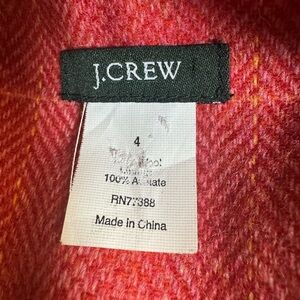 J.CREW
4
100% Acetate
RN77388
Made in China